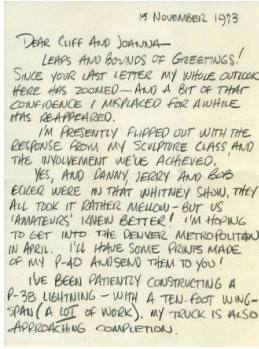 15 NOVEMBER 1973
DEAR CLIFF AND JOANNA—
LEAPS AND BOUNDS OF GREETINGS!
SINCE YOUR LAST LETTER MY WHOLE OUTLOOK
HERE HAS ZOOMED—AND A BIT OF THAT
CONFIDENCE I MISPLACED FOR A WHILE
HAS REAPPEARED.
I'M PRESENTLY FLIPPED OUT WITH THE
RESPONSE FROM MY SCULPTURE CLASS, AND
THE INVOLVEMENT WE'VE ACHIEVED.
YES, AND DANNY, JERRY AND BOB
ECKER WERE IN THAT WHITNEY SHOW, THEY
ALL TOOK IT RATHER MELLOW—BUT US
'AMATEURS' KNEW BETTER! I'M HOPING
TO GET INTO THE DENVER METROPOLITAN
IN APRIL. I'LL HAVE SOME PRINTS MADE
OF MY P-40 AND SEND THEM TO YOU!
I'VE BEEN PATIENTLY CONSTRUCTING A
P-38 LIGHTNING—WITH A TEN-FOOT WING-
SPAN (A LOT OF WORK). MY TRUCK IS ALSO
APPROACHING COMPLETION.